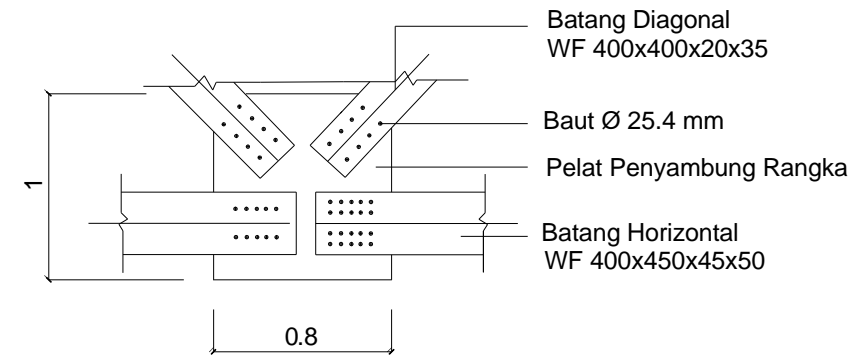 Batang Diagonal
WF 400x400x20x35
Baut Ø 25.4 mm
Pelat Penyambung Rangka
Batang Horizontal
WF 400x450x45x50
1
0.8